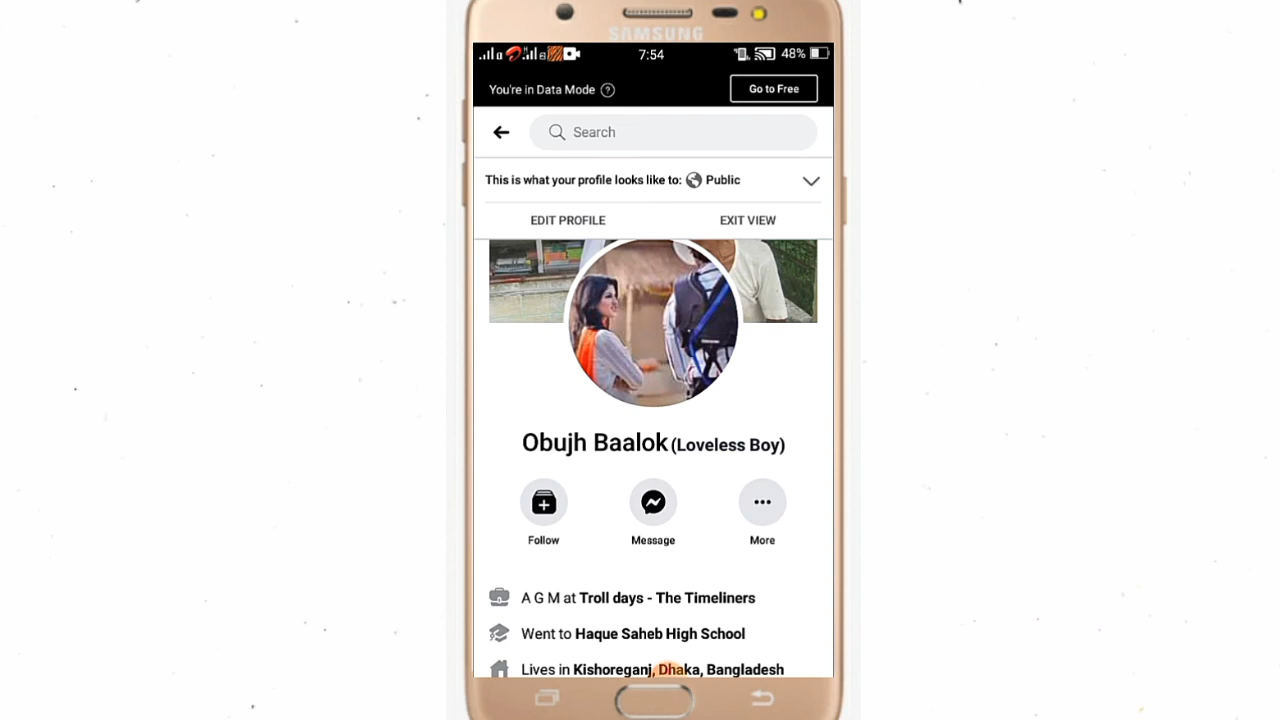 SAMSUNG
7:54 48%
You're in Data Mode ? Go to Free
Search
This is what your profile looks like to: Public
EDIT PROFILE EXIT VIEW
Obujh Baalok (Loveless Boy)
Follow Message More
A G M at Troll days - The Timeliners
Went to Haque Saheb High School
Lives in Kishoreganj, Dhaka, Bangladesh